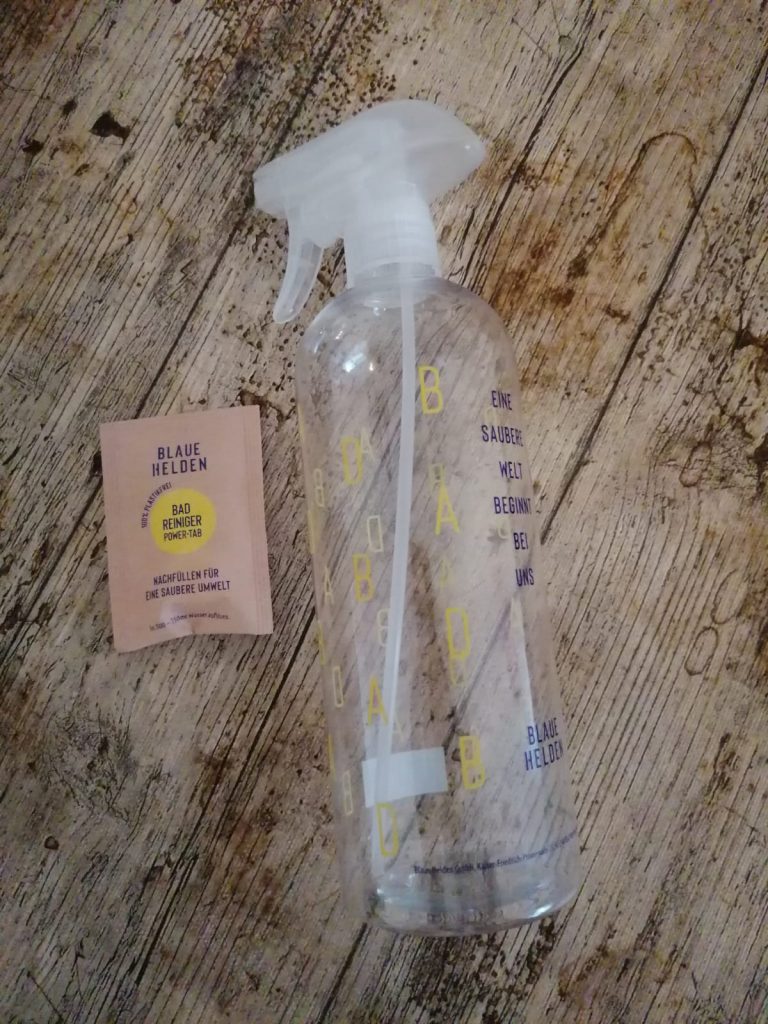 BLAUE
HELDEN
100% PLASTIKFREI
BAD
REINIGER
POWER-TAB
NACHFÜLLEN FÜR
EINE SAUBERE UMWELT
B
A
D
B
A
D
B
A
D
B
EINE
SAUBERE
WELT
BEGINNT
BEI
UNS
BLAUE
HELDEN